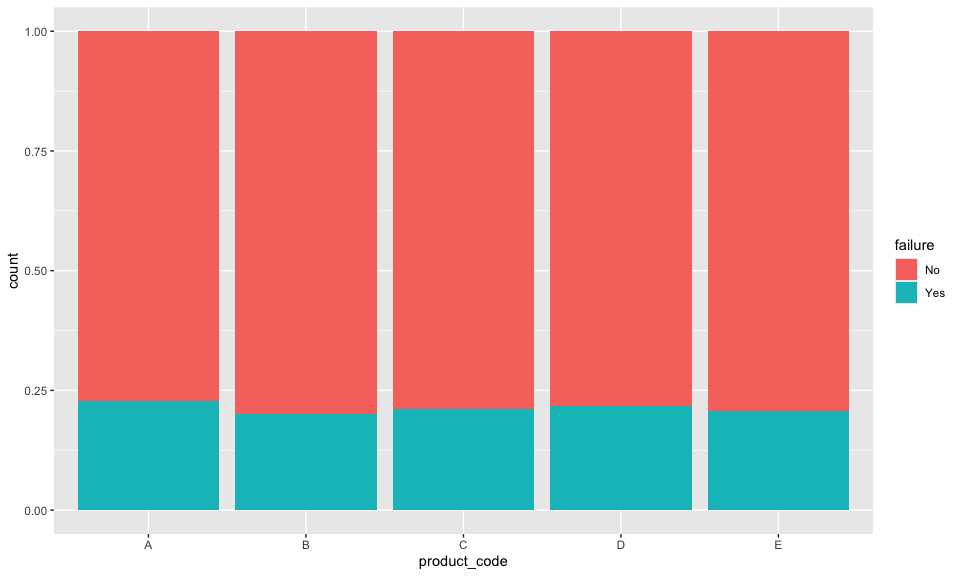 1.00
0.75
0.50
0.25
0.00
count
A B C D E
product_code
failure
No
Yes